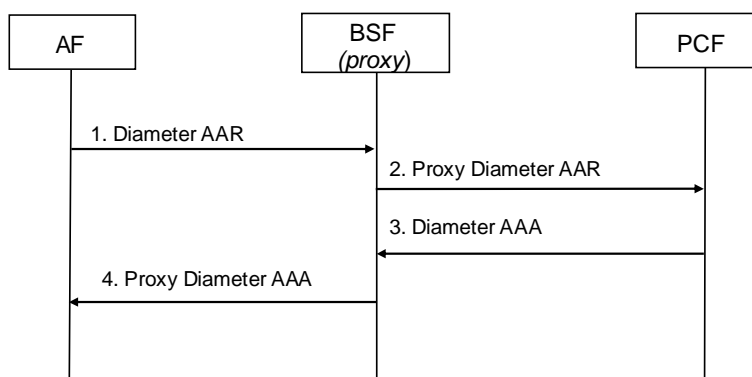 AF
BSF
(proxy)
PCF
1. Diameter AAR
2. Proxy Diameter AAR
3. Diameter AAA
4. Proxy Diameter AAA